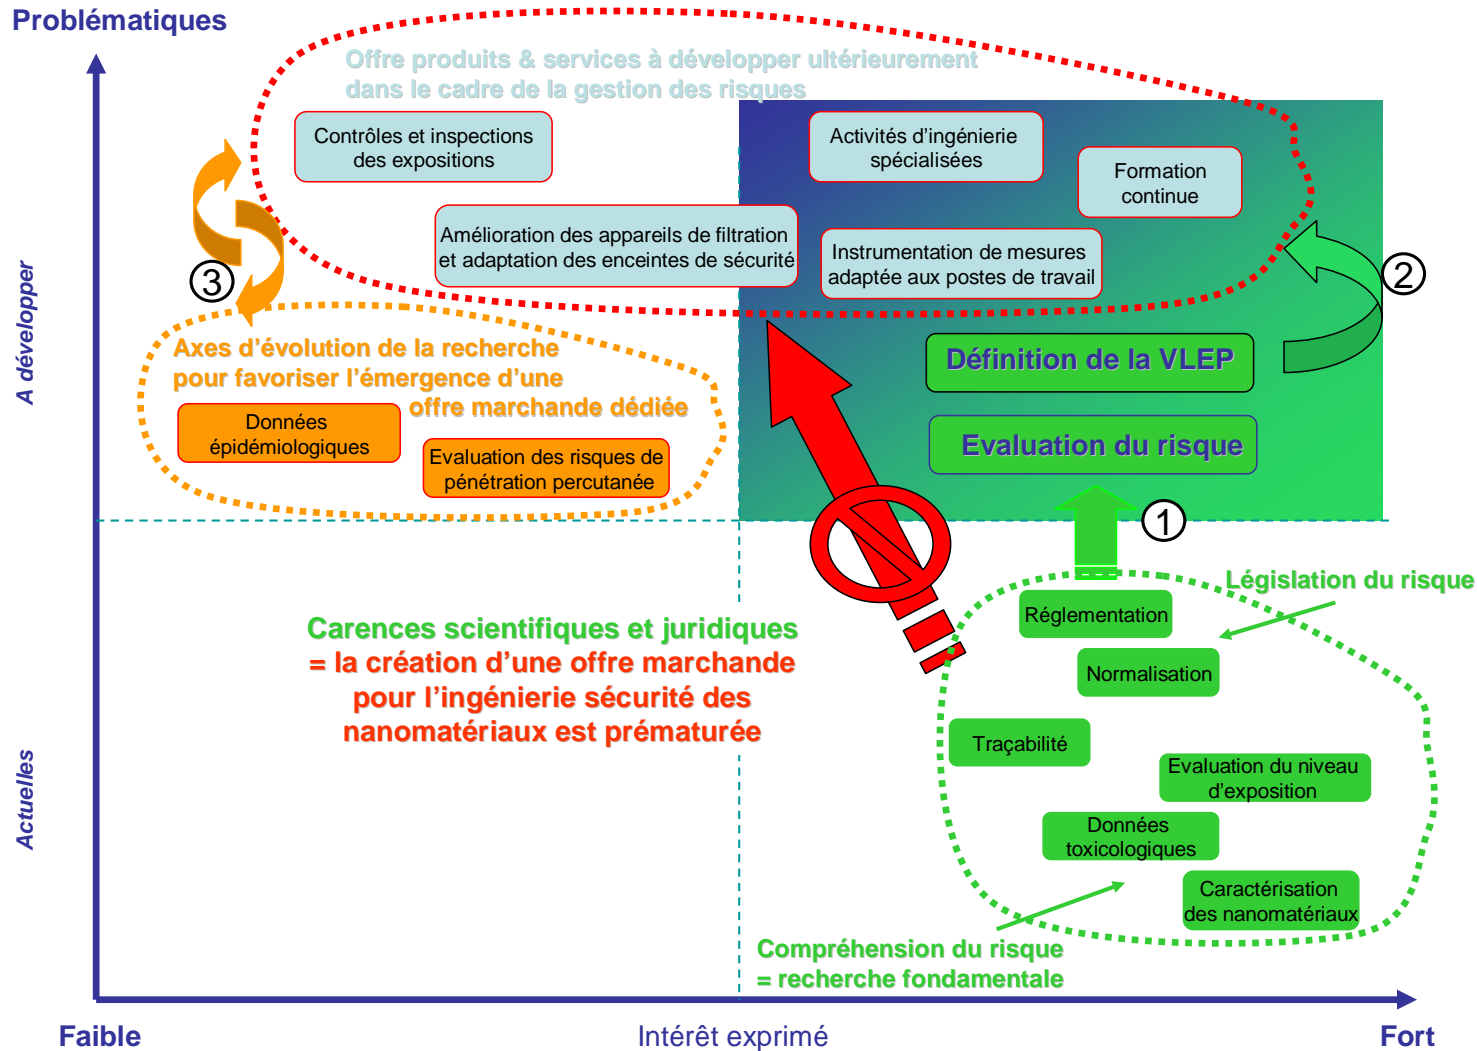 Problématiques
Offre produits & services à développer ultérieurement
dans le cadre de la gestion des risques
Contrôles et inspections
des expositions
Activités d'ingénierie
spécialisées
Formation
continue
Amélioration des appareils de filtration
et adaptation des enceintes de sécurité
Instrumentation de mesures
adaptée aux postes de travail
3
2
A développer
Axes d'évolution de la recherche
pour favoriser l'émergence d'une
offre marchande dédiée
Données
épidémiologiques
Evaluation des risques de
pénétration percutanée
Définition de la VLEP
Evaluation du risque
1
Législation du risque
Réglementation
Normalisation
Carences scientifiques et juridiques
= la création d'une offre marchande
pour l'ingénierie sécurité des
nanomatériaux est prématurée
Traçabilité
Evaluation du niveau
d'exposition
Données
toxicologiques
Caractérisation
des nanomatériaux
Actuelles
Compréhension du risque
= recherche fondamentale
Faible
Intérêt exprimé
Fort